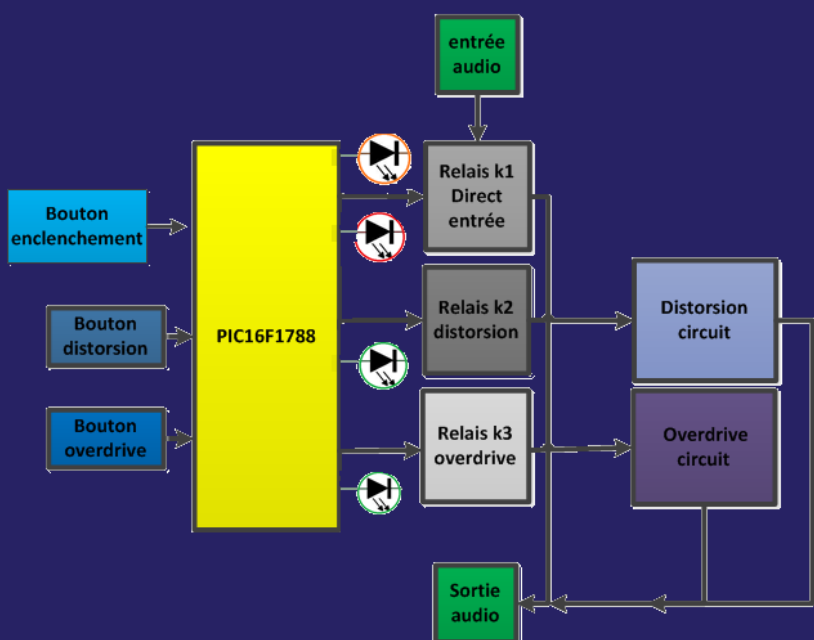 entrée
audio
Relais k1
Direct
entrée
Bouton
enclenchement
Relais k2
distorsion
Distorsion
circuit
Bouton
distorsion
PIC16F1788
Relais k3
overdrive
Overdrive
circuit
Bouton
overdrive
Sortie
audio